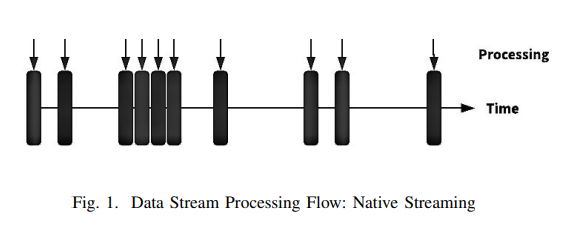 Processing
Time
Fig. 1. Data Stream Processing Flow: Native Streaming